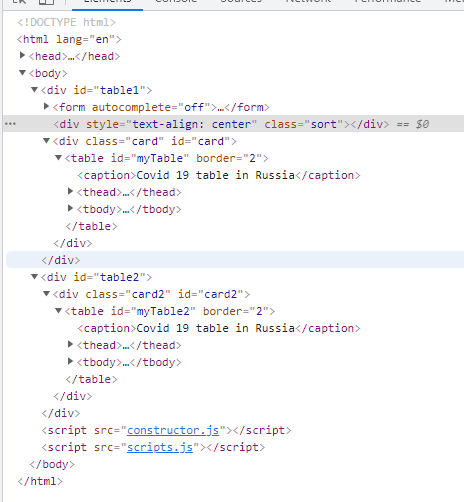 Elements Console Sources Network Performance
<!DOCTYPE html>
<html lang="en">
<head>…</head>
<body>
<div id="table1">
<form autocomplete="off">…</form>
<div style="text-align: center" class="sort"></div> == $0
<div class="card" id="card">
<table id="myTable" border="2">
<caption>Covid 19 table in Russia</caption>
<thead>…</thead>
<tbody>…</tbody>
</table>
</div>
</div>
<div id="table2">
<div class="card2" id="card2">
<table id="myTable2" border="2">
<caption>Covid 19 table in Russia</caption>
<thead>…</thead>
<tbody>…</tbody>
</table>
</div>
</div>
<script src="constructor.js"></script>
<script src="scripts.js"></script>
</body>
</html>